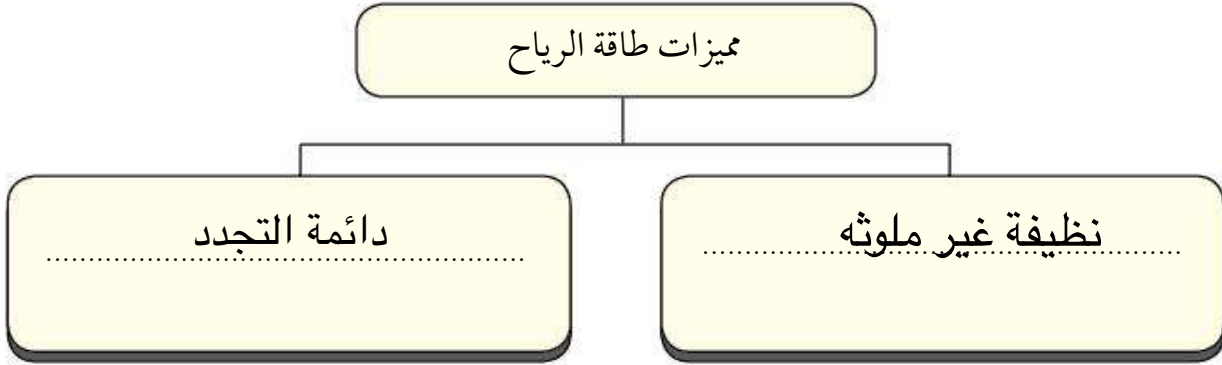 مميزات طاقة الرياح
نظيفة غير ملوثه
دائمة التجدد